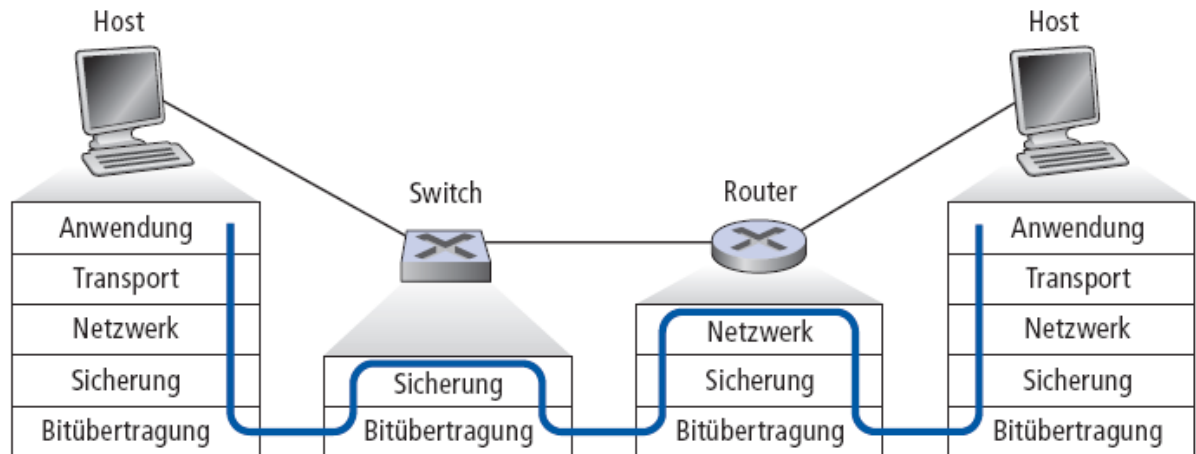 Host
Host
Switch
Router
Anwendung
Transport
Netzwerk
Sicherung
Bitübertragung
Sicherung
Bitübertragung
Netzwerk
Sicherung
Bitübertragung
Anwendung
Transport
Netzwerk
Sicherung
Bitübertragung